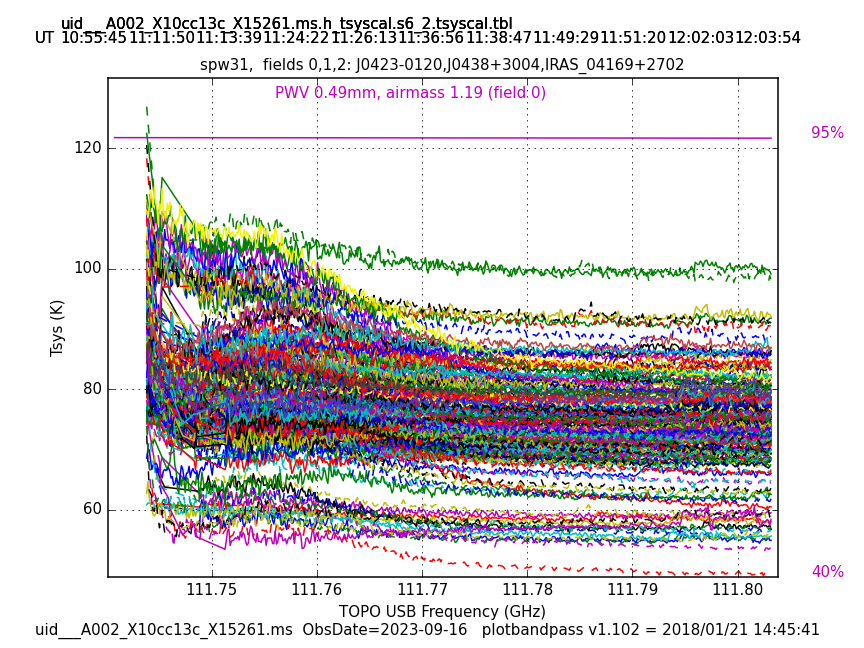 uid___A002_X10cc13c_X15261.ms.h_tsyscal.s6_2.tsyscal.tbl
UT 10:55:45 11:11:50 11:13:39 11:24:22 11:26:13 11:36:56 11:38:47 11:49:29 11:51:20 12:02:03 12:03:54
spw31,  fields 0,1,2: J0423-0120,J0438+3004,IRAS_04169+2702
PWV 0.49mm, airmass 1.19 (field 0)
95%
120
100
80
60
Tsys (K)
40%
111.75 111.76 111.77 111.78 111.79 111.80
TOPO USB Frequency (GHz)
uid___A002_X10cc13c_X15261.ms  ObsDate=2023-09-16   plotbandpass v1.102 = 2018/01/21 14:45:41